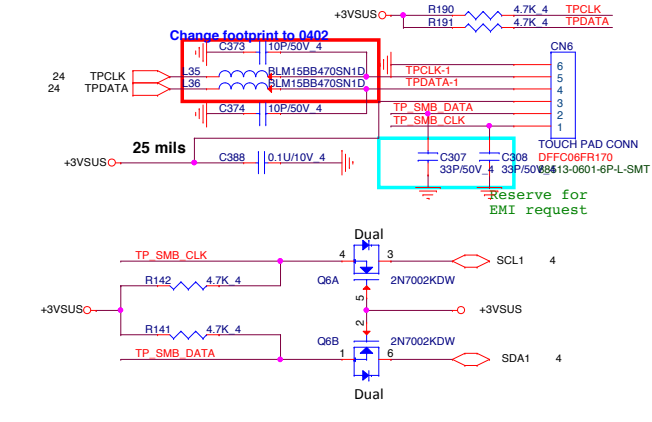 +3VSUS
R190 4.7K_4 TPCLK
R191 4.7K_4 TPDATA
Change footprint to 0402
C373 10P/50V_4
CN6
24 TPCLK L35 BLM15BB470SN1D TPCLK-1
24 TPDATA L36 BLM15BB470SN1D TPDATA-1
6
5
4
3
2
1
TP_SMB_DATA
TP_SMB_CLK
C374 10P/50V_4
TOUCH PAD CONN
DFFC06FR170
88513-0601-6P-L-SMT
25 mils
+3VSUS
C388 0.1U/10V_4
C307 33P/50V_4
C308 33P/50V_4
Reserve for
EMI request
Dual
TP_SMB_CLK 4 3 SCL1 4
R142 4.7K_4
Q6A 2N7002KDW
5
+3VSUS +3VSUS
2
R141 4.7K_4
Q6B 2N7002KDW
TP_SMB_DATA 1 6 SDA1 4
Dual